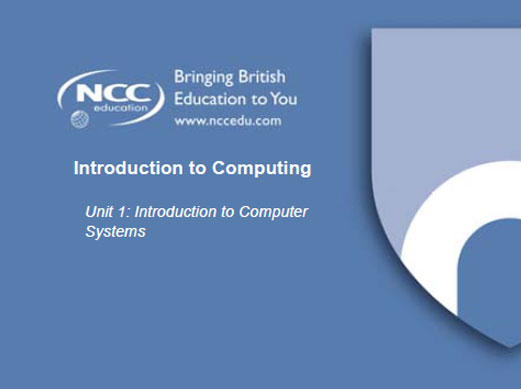 NCC
education
Bringing British
Education to You
www.nccedu.com
Introduction to Computing
Unit 1: Introduction to Computer
Systems